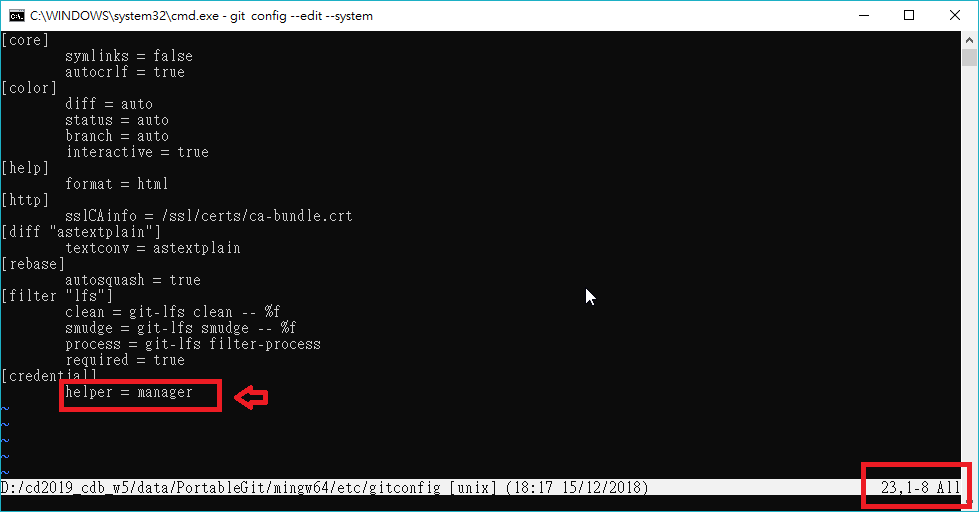 C:\WINDOWS\system32\cmd.exe - git  config --edit --system
[core]
        symlinks = false
        autocrlf = true
[color]
        diff = auto
        status = auto
        branch = auto
        interactive = true
[help]
        format = html
[http]
        sslCAinfo = /ssl/certs/ca-bundle.crt
[diff "astextplain"]
        textconv = astextplain
[rebase]
        autosquash = true
[filter "lfs"]
        clean = git-lfs clean -- %f
        smudge = git-lfs smudge -- %f
        process = git-lfs filter-process
        required = true
[credential]
        helper = manager
~
~
~
~
~
D:/cd2019_cdb_w5/data/PortableGit/mingw64/etc/gitconfig [unix] (18:17 15/12/2018) 23,1-8 All